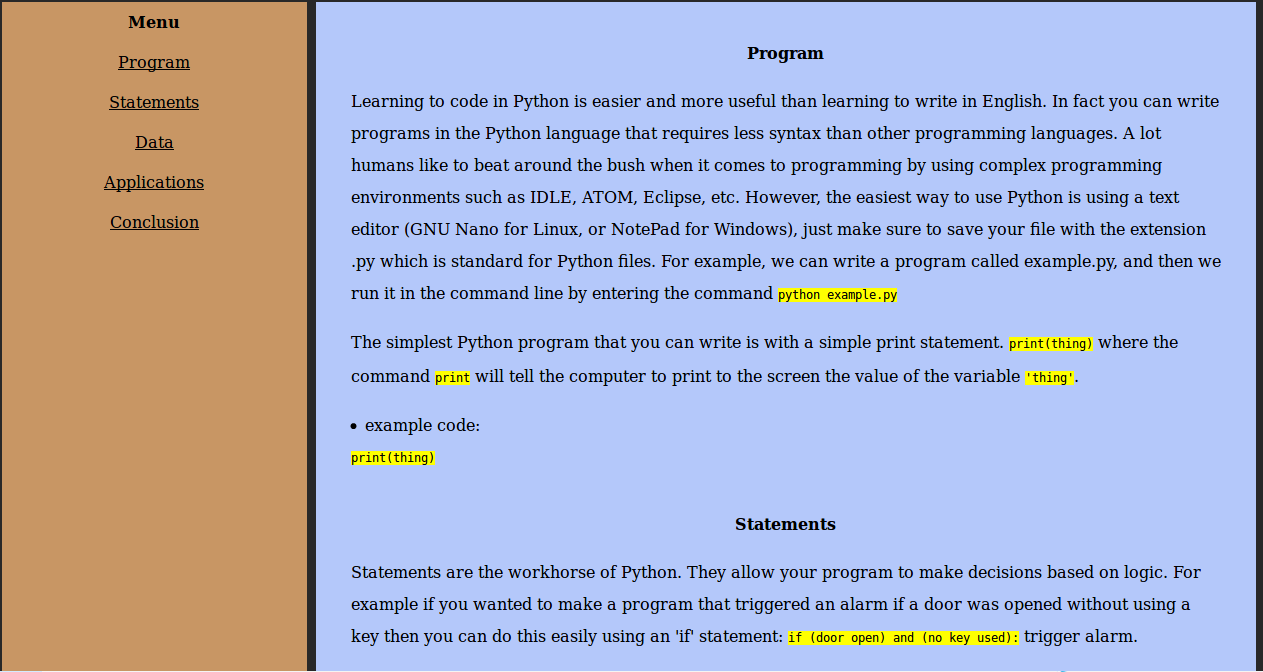 Menu
Program
Statements
Data
Applications
Conclusion
Program
Learning to code in Python is easier and more useful than learning to write in English. In fact you can write
programs in the Python language that requires less syntax than other programming languages. A lot
humans like to beat around the bush when it comes to programming by using complex programming
environments such as IDLE, ATOM, Eclipse, etc. However, the easiest way to use Python is using a text
editor (GNU Nano for Linux, or NotePad for Windows), just make sure to save your file with the extension
.py which is standard for Python files. For example, we can write a program called example.py, and then we
run it in the command line by entering the command python example.py
The simplest Python program that you can write is with a simple print statement. print(thing) where the
command print will tell the computer to print to the screen the value of the variable 'thing'.
• example code:
print(thing)
Statements
Statements are the workhorse of Python. They allow your program to make decisions based on logic. For
example if you wanted to make a program that triggered an alarm if a door was opened without using a
key then you can do this easily using an 'if' statement: if (door open) and (no key used): trigger alarm.